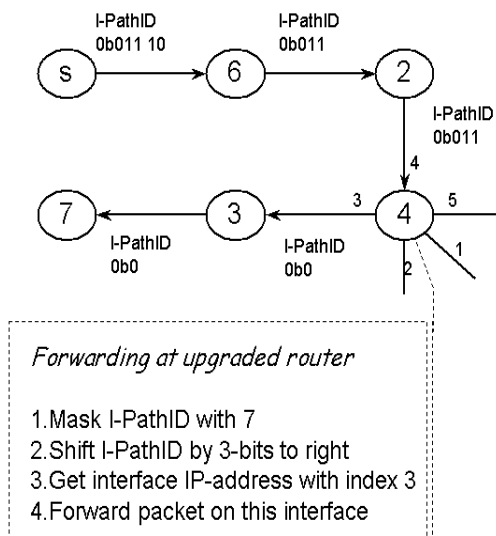 I-PathID
0b011 10
I-PathID
0b011
s
6
2
I-PathID
0b011
4
7
3
3
4
5
1
2
I-PathID
0b0
I-PathID
0b0
Forwarding at upgraded router
1.Mask I-PathID with 7
2.Shift I-PathID by 3-bits to right
3.Get interface IP-address with index 3
4.Forward packet on this interface